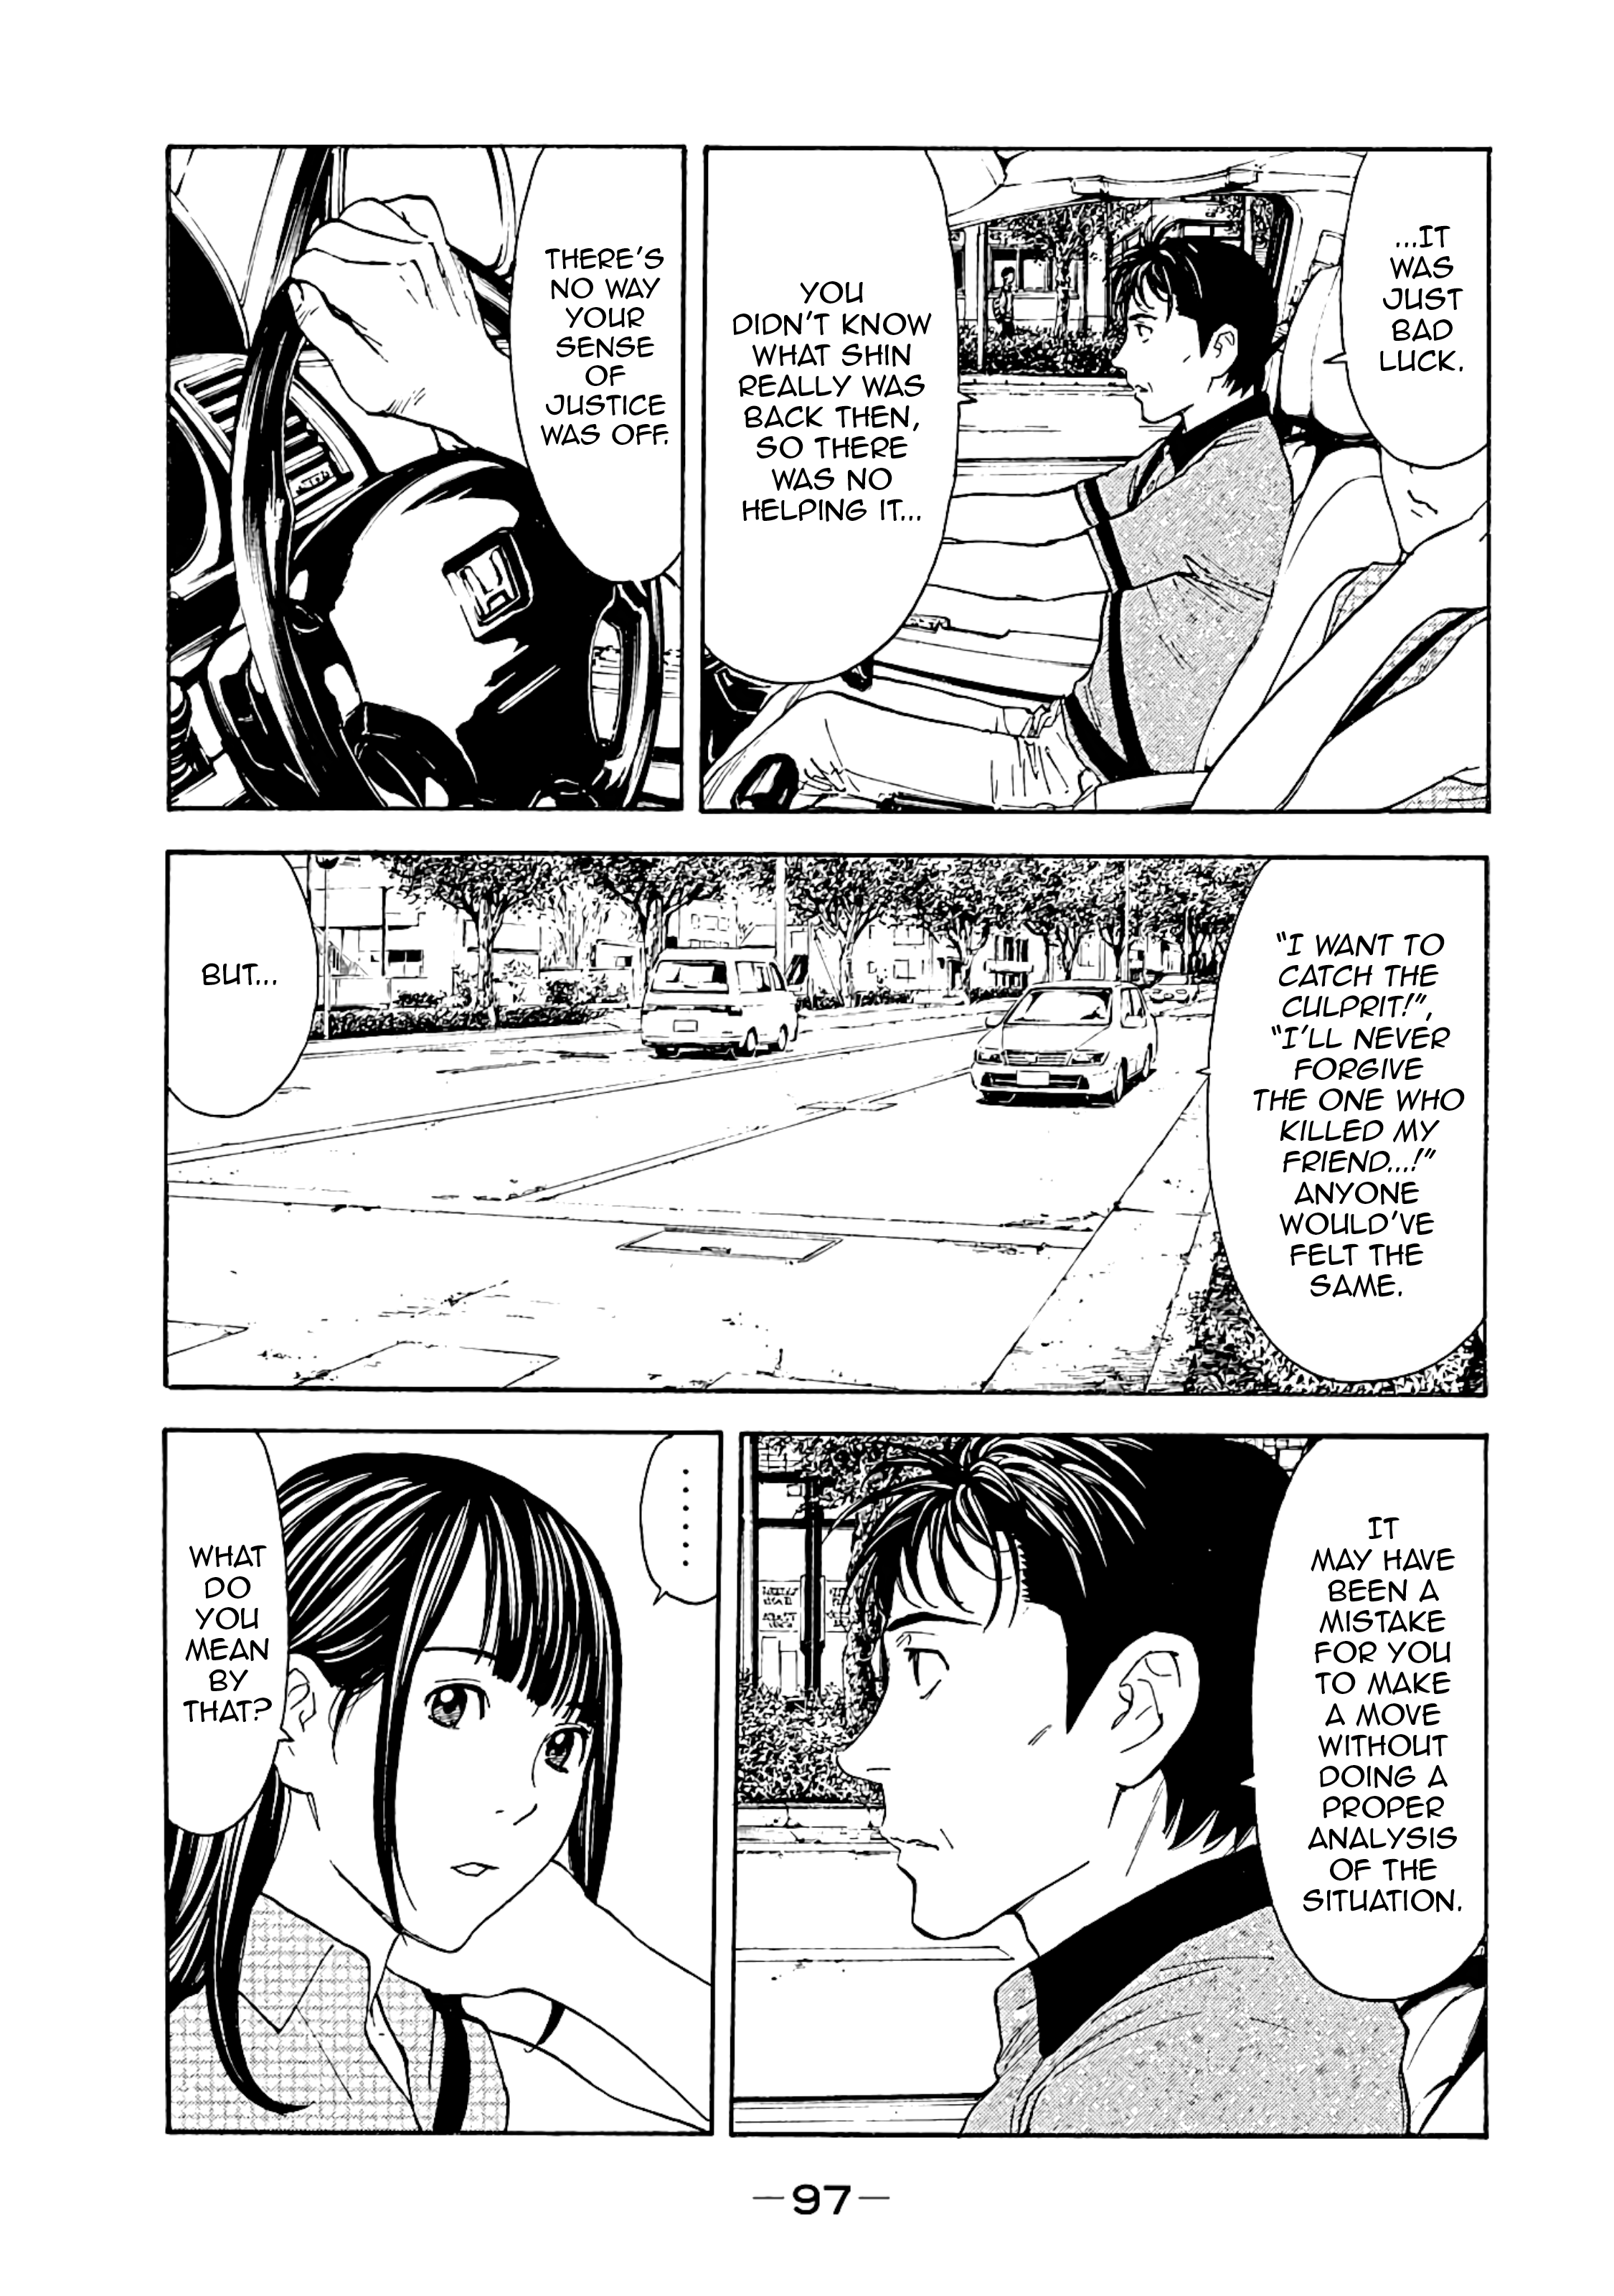 ...IT
WAS
JUST
BAD
LUCK.
YOU
DIDN'T KNOW
WHAT SHIN
REALLY WAS
BACK THEN,
SO THERE
WAS NO
HELPING IT...
THERE'S
NO WAY
YOUR
SENSE
OF
JUSTICE
WAS OFF.
"I WANT TO
CATCH THE
CULPRIT!",
"I'LL NEVER
FORGIVE
THE ONE WHO
KILLED MY
FRIEND...!"
ANYONE
WOULD'VE
FELT THE
SAME.
BUT...
IT
MAY HAVE
BEEN A
MISTAKE
FOR YOU
TO MAKE
A MOVE
WITHOUT
DOING A
PROPER
ANALYSIS
OF THE
SITUATION.
......
WHAT
DO
YOU
MEAN
BY
THAT?
—97—